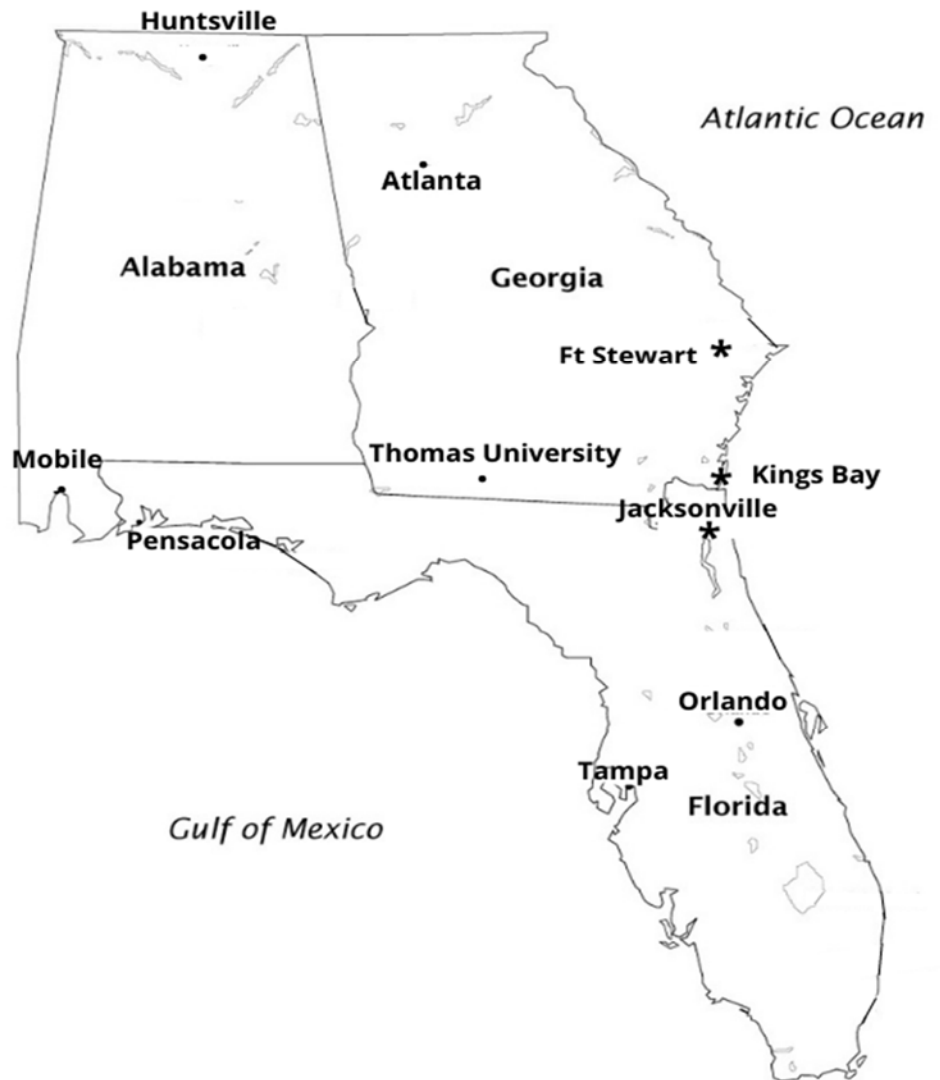 Huntsville
Atlantic Ocean
Atlanta
Alabama
Georgia
Ft Stewart *
Thomas University
Mobile
* Kings Bay
Jacksonville
*
Pensacola
Orlando
Tampa
Florida
Gulf of Mexico